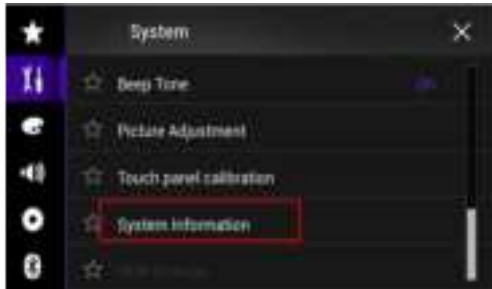 System
Beep Tone
Picture Adjustment
Touch panel calibration
System Information